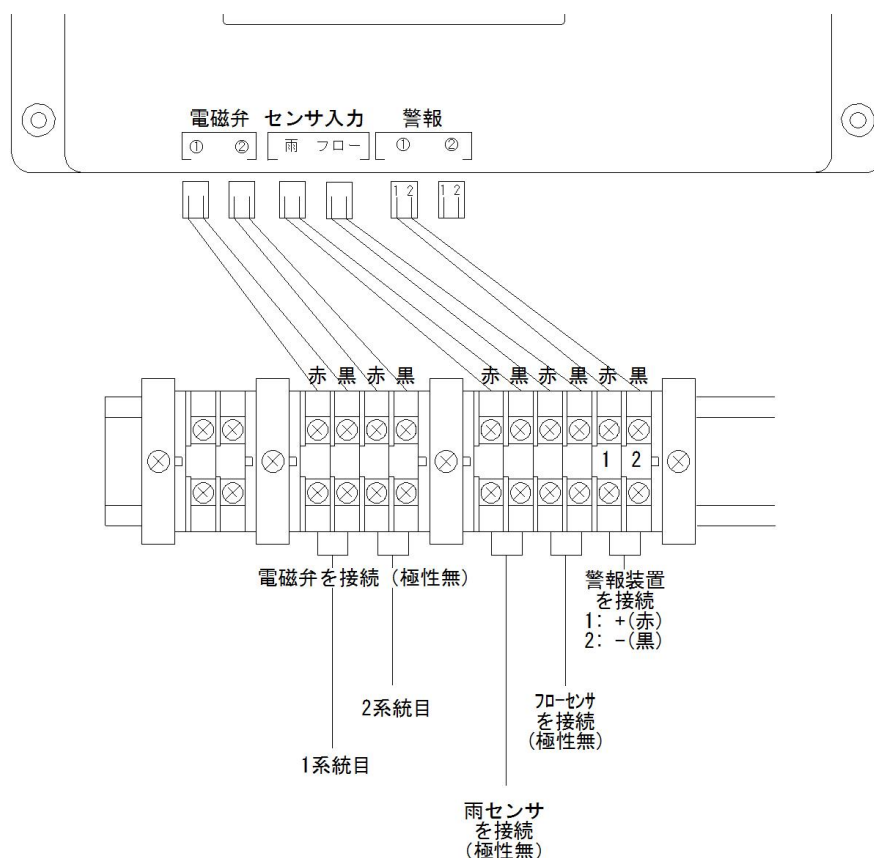 電磁弁 センサ入力 警報
① ② 雨 フロー ① ②
1 2 1 2
赤 黒 赤 黒 赤 黒 赤 黒 赤 黒
1 2
電磁弁を接続(極性無)
警報装置
を接続
1: +(赤)
2: -(黒)
2系統目
フローセンサ
を接続
(極性無)
1系統目
雨センサ
を接続
(極性無)